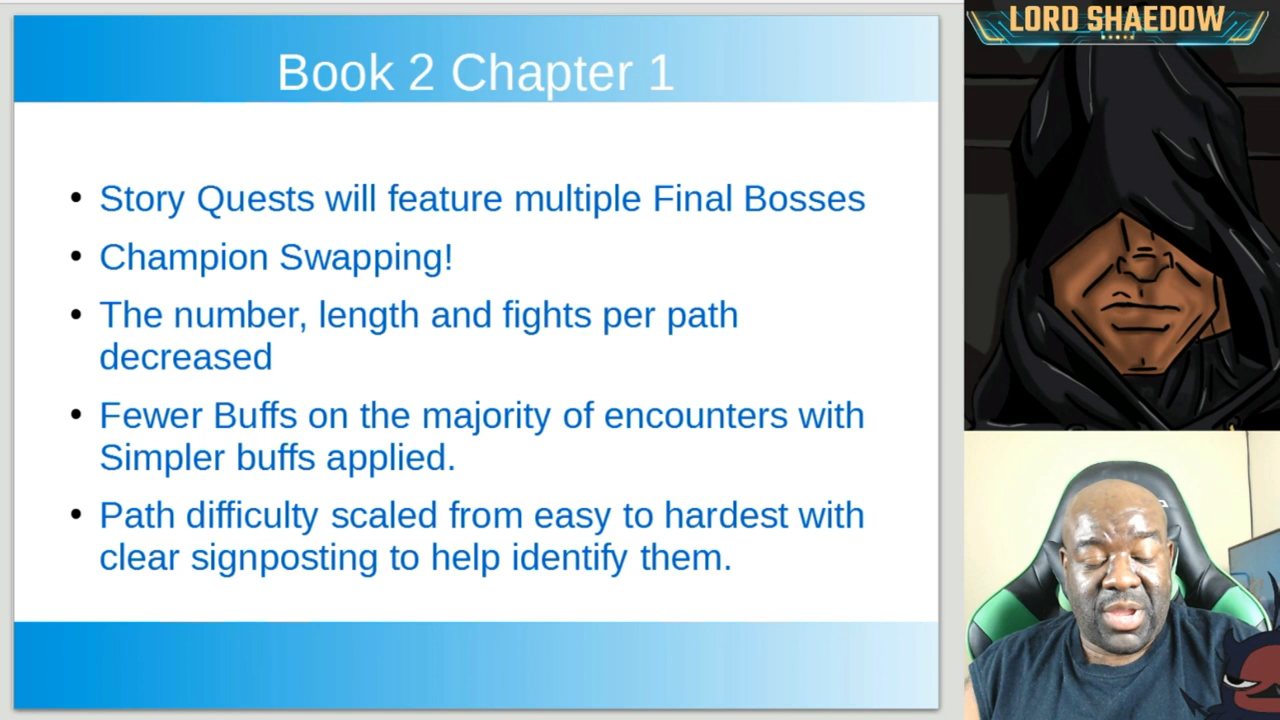 Book 2 Chapter 1
LORD SHAEDOW
• Story Quests will feature multiple Final Bosses
• Champion Swapping!
• The number, length and fights per path
decreased
• Fewer Buffs on the majority of encounters with
Simpler buffs applied.
• Path difficulty scaled from easy to hardest with
clear signposting to help identify them.